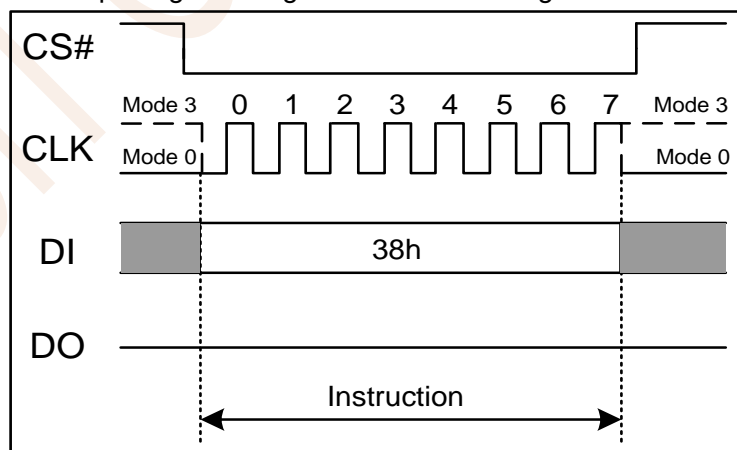 CS#
Mode 3 0 1 2 3 4 5 6 7 Mode 3
CLK
Mode 0 Mode 0
DI 38h
DO
Instruction